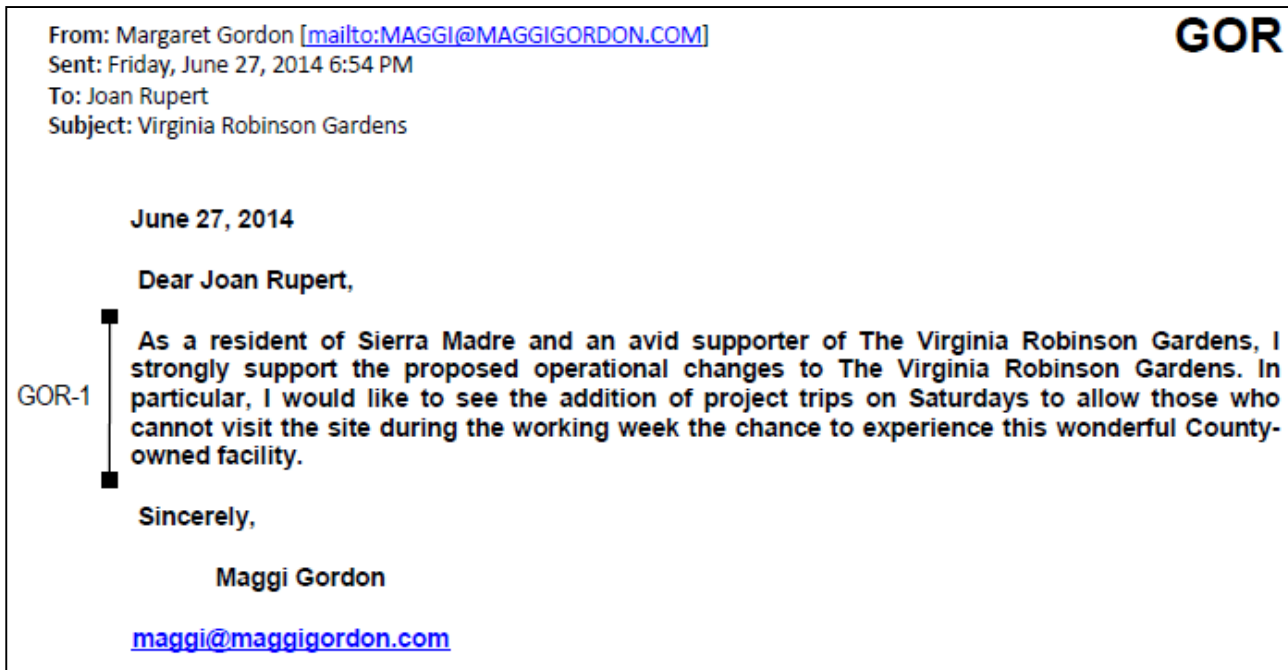 From: Margaret Gordon [mailto:MAGGI@MAGGIGORDON.COM]
GOR
Sent: Friday, June 27, 2014 6:54 PM
To: Joan Rupert
Subject: Virginia Robinson Gardens
June 27, 2014
Dear Joan Rupert,
As a resident of Sierra Madre and an avid supporter of The Virginia Robinson Gardens, I
strongly support the proposed operational changes to The Virginia Robinson Gardens. In
GOR-1
particular, I would like to see the addition of project trips on Saturdays to allow those who
cannot visit the site during the working week the chance to experience this wonderful County-
owned facility.
Sincerely,
Maggi Gordon
maggi@maggigordon.com